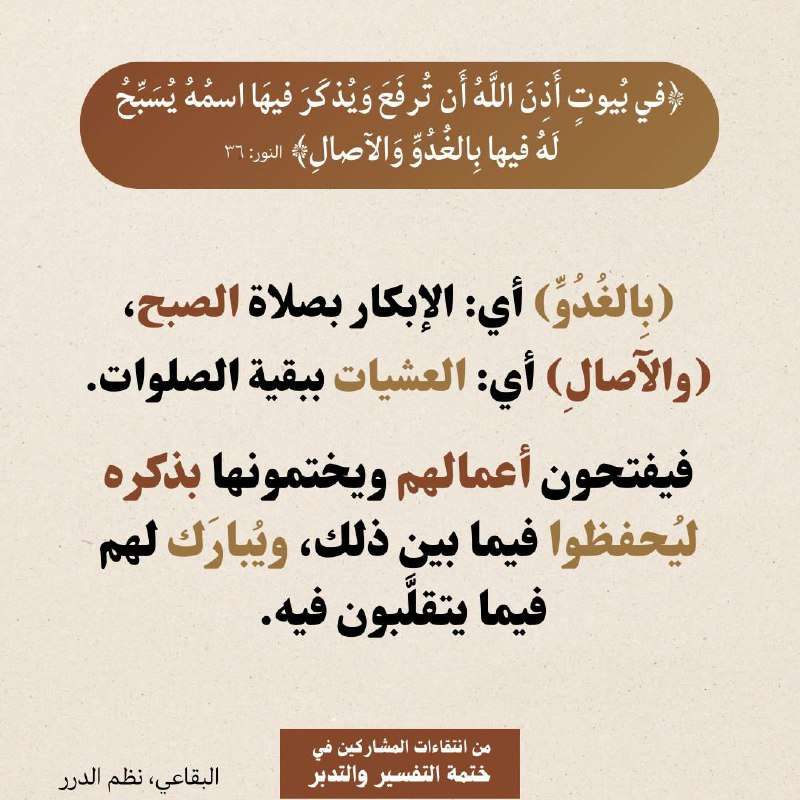 ﴿في بُيوتٍ أَذِنَ اللَّهُ أَن تُرفَعَ وَيُذكَرَ فيهَا اسمُهُ يُسَبِّحُ
لَهُ فيها بِالغُدُوِّ وَالآصالِ﴾ النور: ٣٦
(بِالغُدُوِّ) أي: الإبكار بصلاة الصبح،
(والآصالِ) أي: العشيات ببقية الصلوات.
فيفتحون أعمالهم ويختمونها بذكره
ليُحفظوا فيما بين ذلك، ويُبارَك لهم
فيما يتقلَّبون فيه.
من انتقاءات المشاركين في
ختمة التفسير والتدبر
البقاعي، نظم الدرر